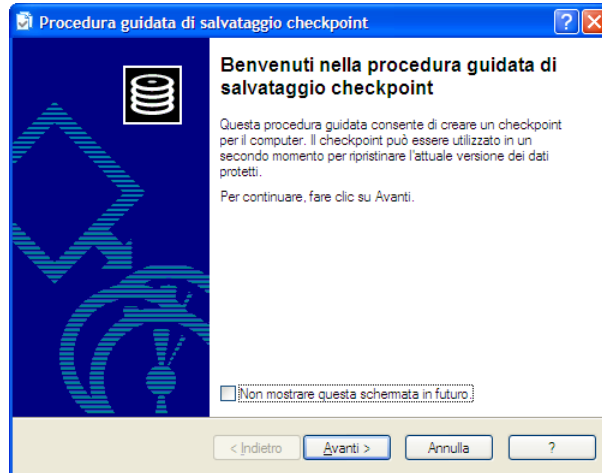 Procedura guidata di salvataggio checkpoint
Benvenuti nella procedura guidata di
salvataggio checkpoint
Questa procedura guidata consente di creare un checkpoint
per il computer. Il checkpoint può essere utilizzato in un
secondo momento per ripristinare l'attuale versione dei dati
protetti.
Per continuare, fare clic su Avanti.
Non mostrare questa schermata in futuro.
< Indietro Avanti > Annulla ?